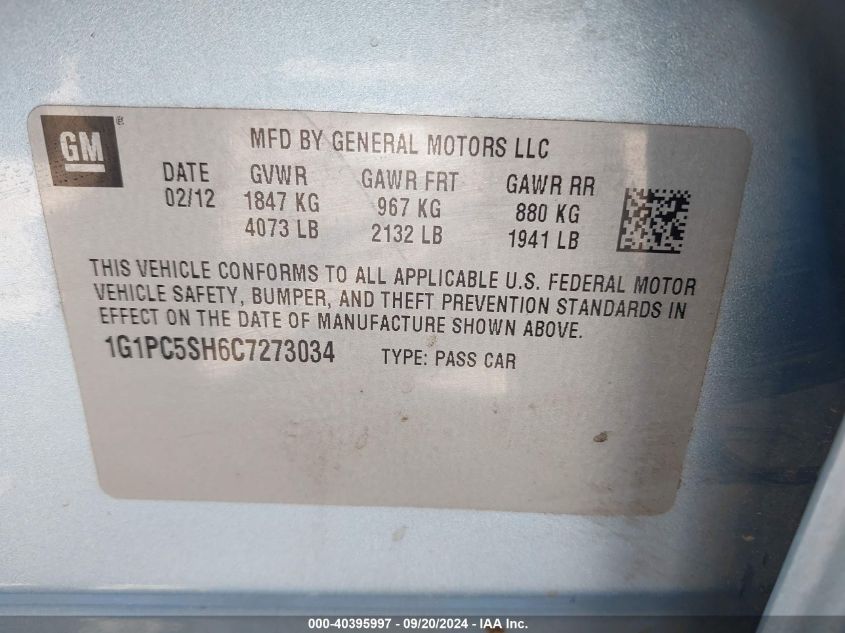 GM ®
MFD BY GENERAL MOTORS LLC
DATE GVWR GAWR FRT GAWR RR
02/12 1847 KG 967 KG 880 KG
4073 LB 2132 LB 1941 LB
THIS VEHICLE CONFORMS TO ALL APPLICABLE U.S. FEDERAL MOTOR
VEHICLE SAFETY, BUMPER, AND THEFT PREVENTION STANDARDS IN
EFFECT ON THE DATE OF MANUFACTURE SHOWN ABOVE.
1G1PC5SH6C7273034 TYPE: PASS CAR
000-40395997 - 09/20/2024 - IAA Inc.